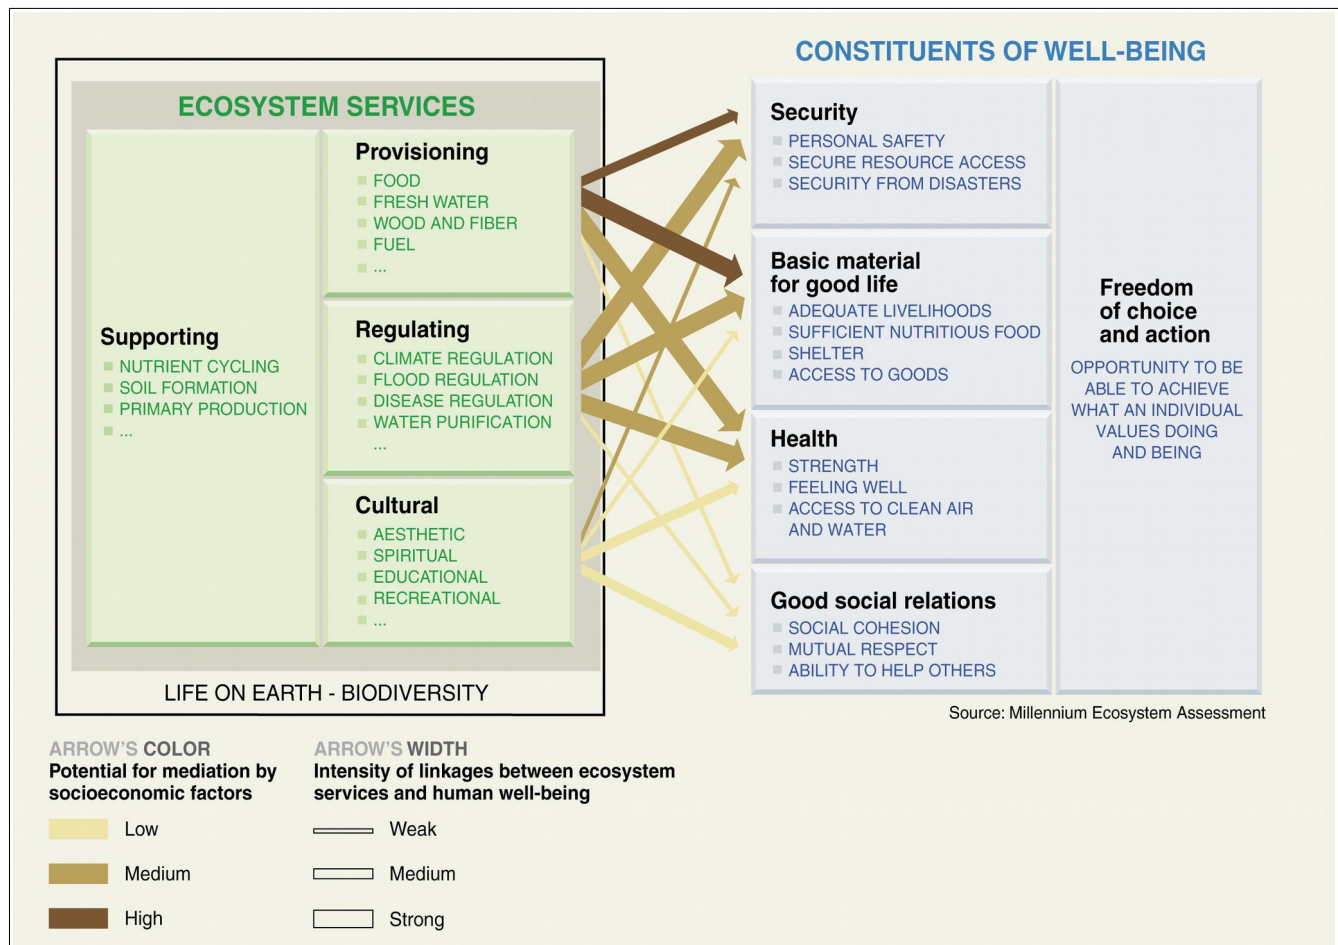 CONSTITUENTS OF WELL-BEING
ECOSYSTEM SERVICES
Supporting
NUTRIENT CYCLING
SOIL FORMATION
PRIMARY PRODUCTION
...
Provisioning
FOOD
FRESH WATER
WOOD AND FIBER
FUEL
...
Regulating
CLIMATE REGULATION
FLOOD REGULATION
DISEASE REGULATION
WATER PURIFICATION
...
Cultural
AESTHETIC
SPIRITUAL
EDUCATIONAL
RECREATIONAL
...
LIFE ON EARTH - BIODIVERSITY
Security
PERSONAL SAFETY
SECURE RESOURCE ACCESS
SECURITY FROM DISASTERS
Basic material
for good life
ADEQUATE LIVELIHOODS
SUFFICIENT NUTRITIOUS FOOD
SHELTER
ACCESS TO GOODS
Health
STRENGTH
FEELING WELL
ACCESS TO CLEAN AIR
AND WATER
Good social relations
SOCIAL COHESION
MUTUAL RESPECT
ABILITY TO HELP OTHERS
Freedom
of choice
and action
OPPORTUNITY TO BE
ABLE TO ACHIEVE
WHAT AN INDIVIDUAL
VALUES DOING
AND BEING
Source: Millennium Ecosystem Assessment
ARROW'S COLOR
Potential for mediation by
socioeconomic factors
Low
Medium
High
ARROW'S WIDTH
Intensity of linkages between ecosystem
services and human well-being
Weak
Medium
Strong